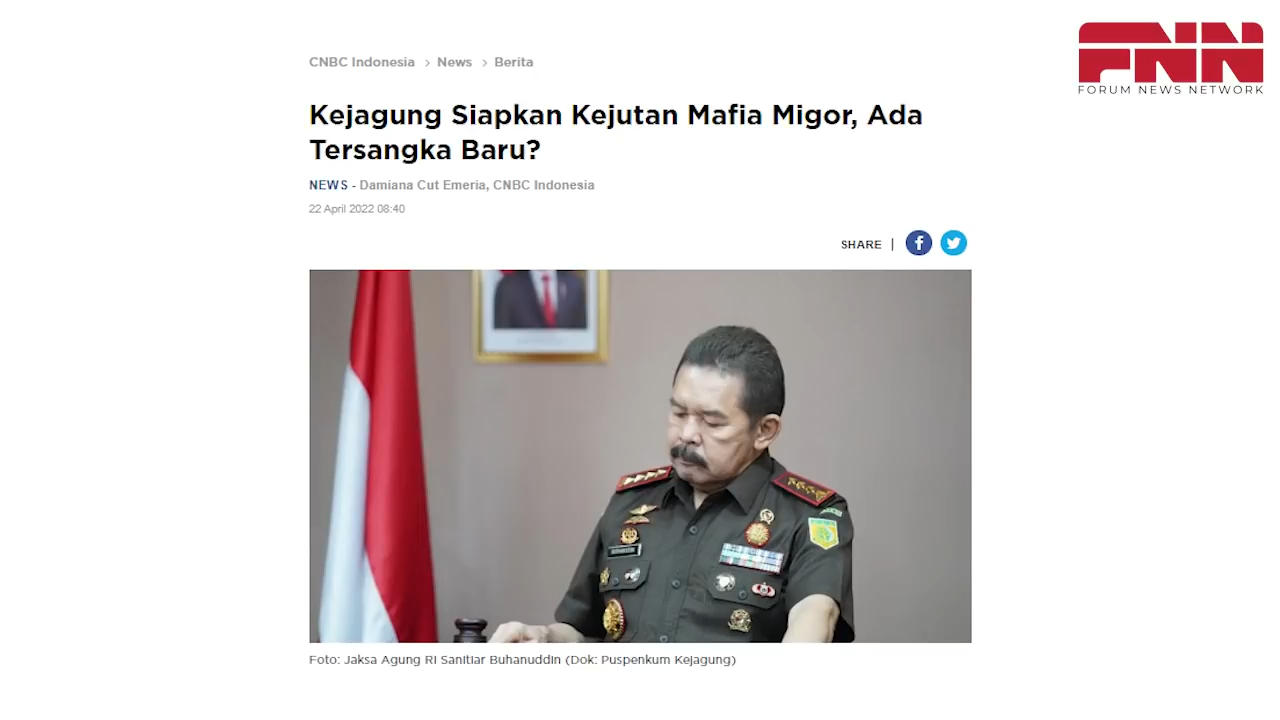 FNN
FORUM NEWS NETWORK
CNBC Indonesia > News > Berita
Kejagung Siapkan Kejutan Mafia Migor, Ada
Tersangka Baru?
NEWS - Damiana Cut Emeria, CNBC Indonesia
22 April 2022 08:40
SHARE |
Foto: Jaksa Agung RI Sanitiar Buhanuddin (Dok: Puspenkum Kejagung)